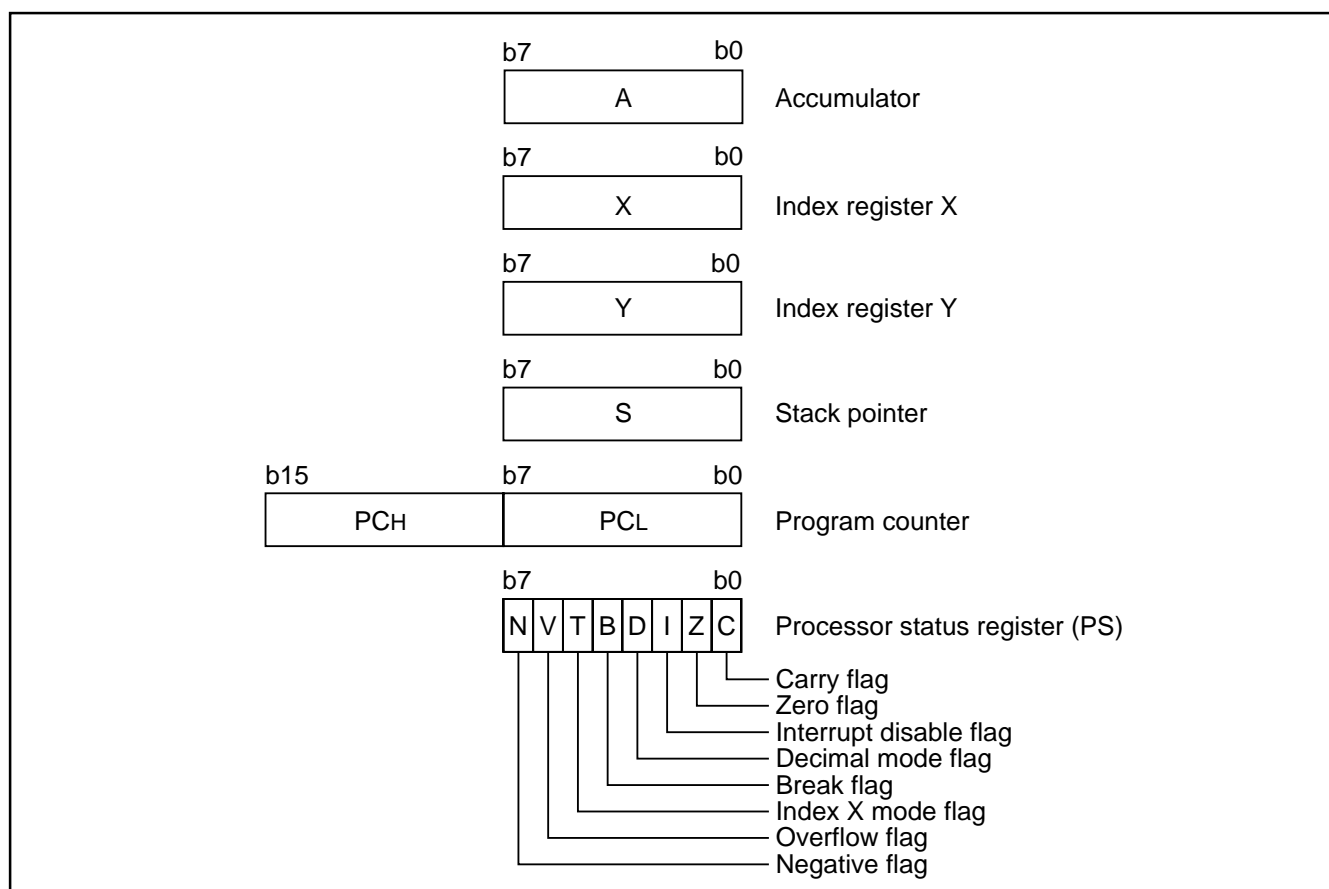 b7 b0
A Accumulator
b7 b0
X Index register X
b7 b0
Y Index register Y
b7 b0
S Stack pointer
b15 b7 b0
PCH PCL Program counter
b7 b0
N V T B D I Z C Processor status register (PS)
Carry flag
Zero flag
Interrupt disable flag
Decimal mode flag
Break flag
Index X mode flag
Overflow flag
Negative flag